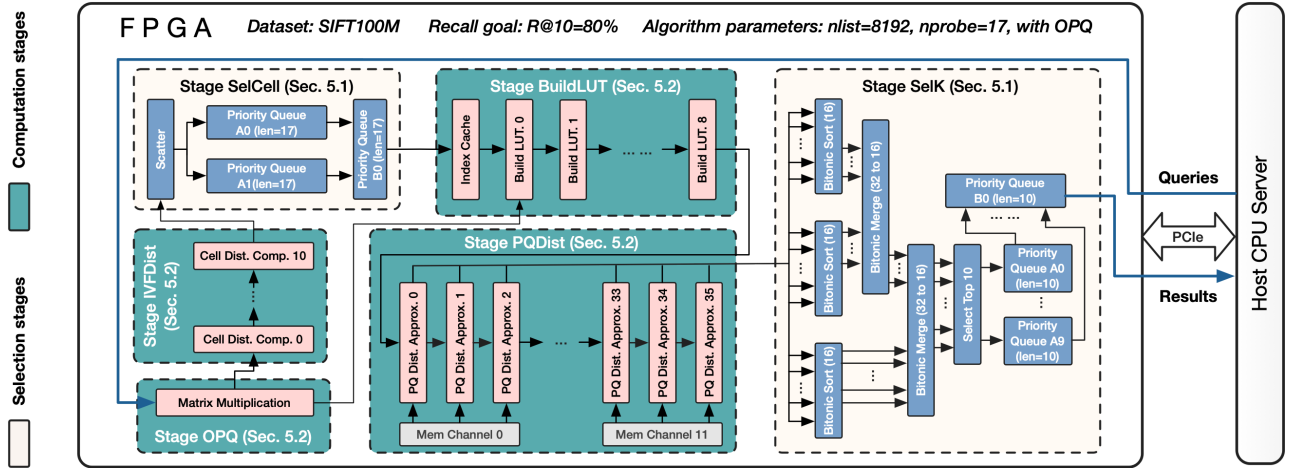 Computation stages
Selection stages
FPGA
Dataset: SIFT100M
Recall goal: R@10=80%
Algorithm parameters: nlist=8192, nprobe=17, with OPQ
Stage SelCell (Sec. 5.1)
Scatter
Priority Queue
A0 (len=17)
Priority Queue
A1(len=17)
Priority Queue
B0 (len=17)
Stage BuildLUT (Sec. 5.2)
Index Cache
Build LUT. 0
Build LUT. 1
... ...
Build LUT. 8
Stage IVFDist
(Sec. 5.2)
Cell Dist. Comp. 10
Cell Dist. Comp. 0
Matrix Multiplication
Stage OPQ (Sec. 5.2)
Stage PQDist (Sec. 5.2)
PQ Dist. Approx. 0
PQ Dist. Approx. 1
PQ Dist. Approx. 2
...
PQ Dist. Approx. 33
PQ Dist. Approx. 34
PQ Dist. Approx. 35
Mem Channel 0
Mem Channel 11
Stage SelK (Sec. 5.1)
Bitonic Sort (16)
Bitonic Sort (16)
Bitonic Sort (16)
Bitonic Merge (32 to 16)
Bitonic Merge (32 to 16)
Select Top 10
Priority Queue
B0 (len=10)
... ...
Priority
Queue A0
(len=10)
Priority
Queue A9
(len=10)
Queries
PCIe
Results
Host CPU Server